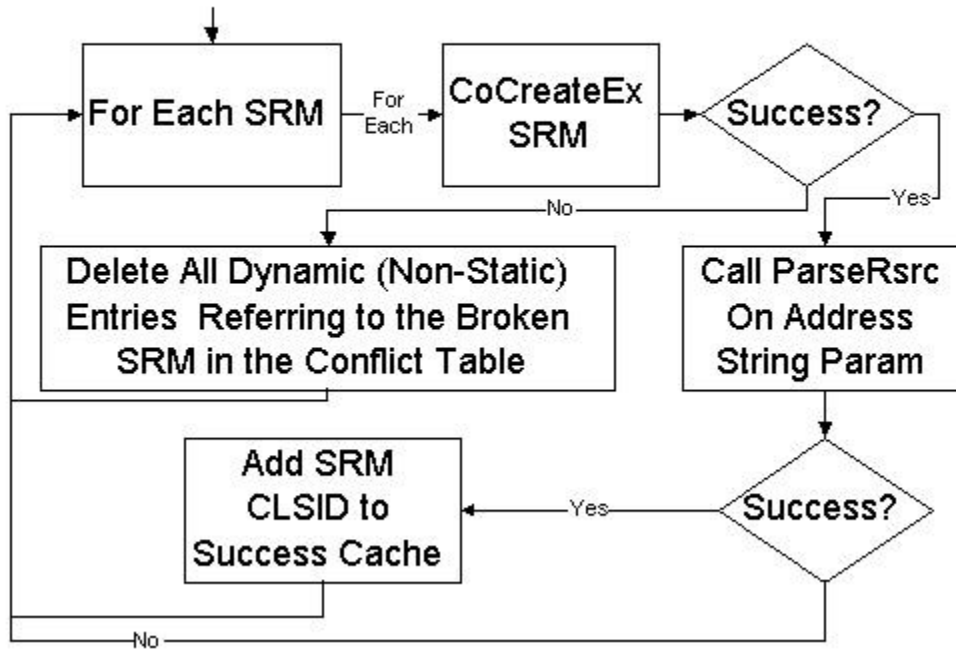 For Each SRM
For
Each
CoCreateEx
SRM
Success?
No
Yes
Delete All Dynamic (Non-Static)
Entries Referring to the Broken
SRM in the Conflict Table
Call ParseRsrc
On Address
String Param
Add SRM
CLSID to
Success Cache
Yes
Success?
No